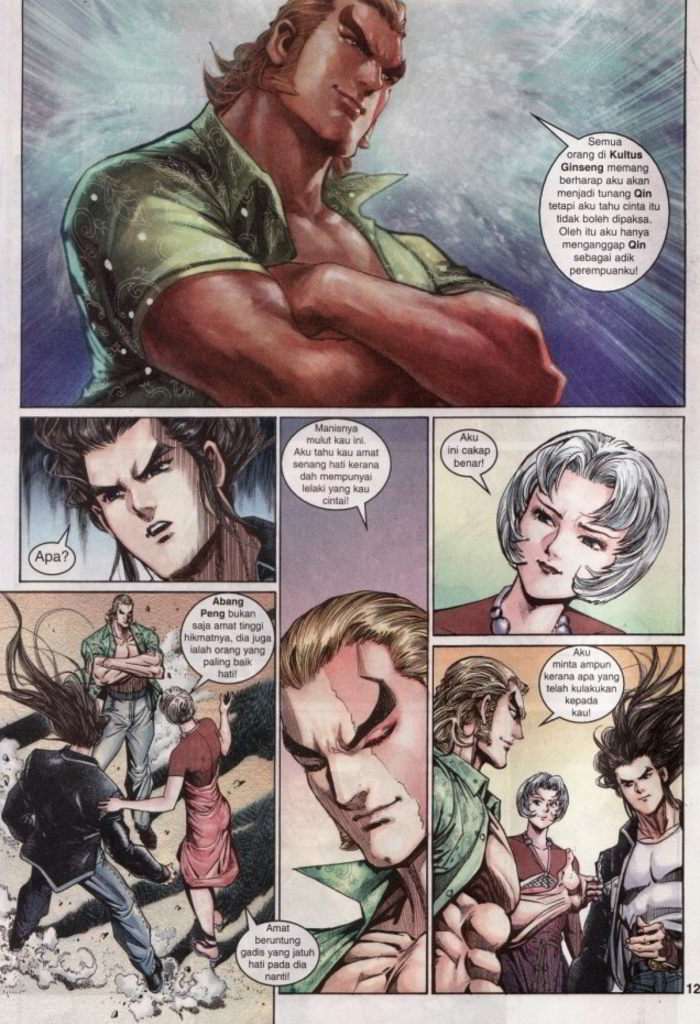 Semua
orang di Kultus
Ginseng memang
berharap aku akan
menjadi tunang Qin
tetapi aku tahu cinta itu
tidak boleh dipaksa.
Oleh itu aku hanya
menganggap Qin
sebagai adik
perempuanku!
Apa?
Manisnya
mulut kau ini.
Aku tahu kau amat
senang hati kerana
dah mempunyai
lelaki yang kau
cintai!
Aku
ini cakap
benar!
Abang
Peng bukan
saja amat tinggi
hikmatnya, dia juga
ialah orang yang
paling baik
hati!
Amat
beruntung
gadis yang jatuh
hati pada dia
nanti!
Aku
minta ampun
kerana apa yang
telah kulakukan
kepada
kau!
12